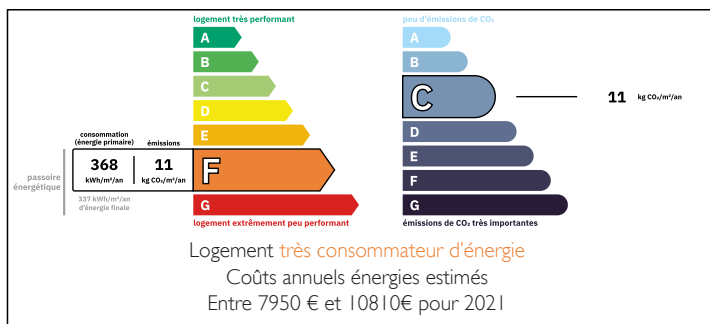 logement très performant
A
B
C
D
E
consommation
(énergie primaire)
émissions
368
kWh/m²/an
11
kg CO₂/m²/an
F
passoire
énergétique
337 kWh/m²/an
d'énergie finale
G
logement extrêmement peu performant
peu d'émissions de CO₂
A
B
C
11 kg CO₂/m²/an
D
E
F
G
émissions de CO₂ très importantes
Logement très consommateur d'énergie
Coûts annuels énergies estimés
Entre 7950 € et 10810€ pour 2021